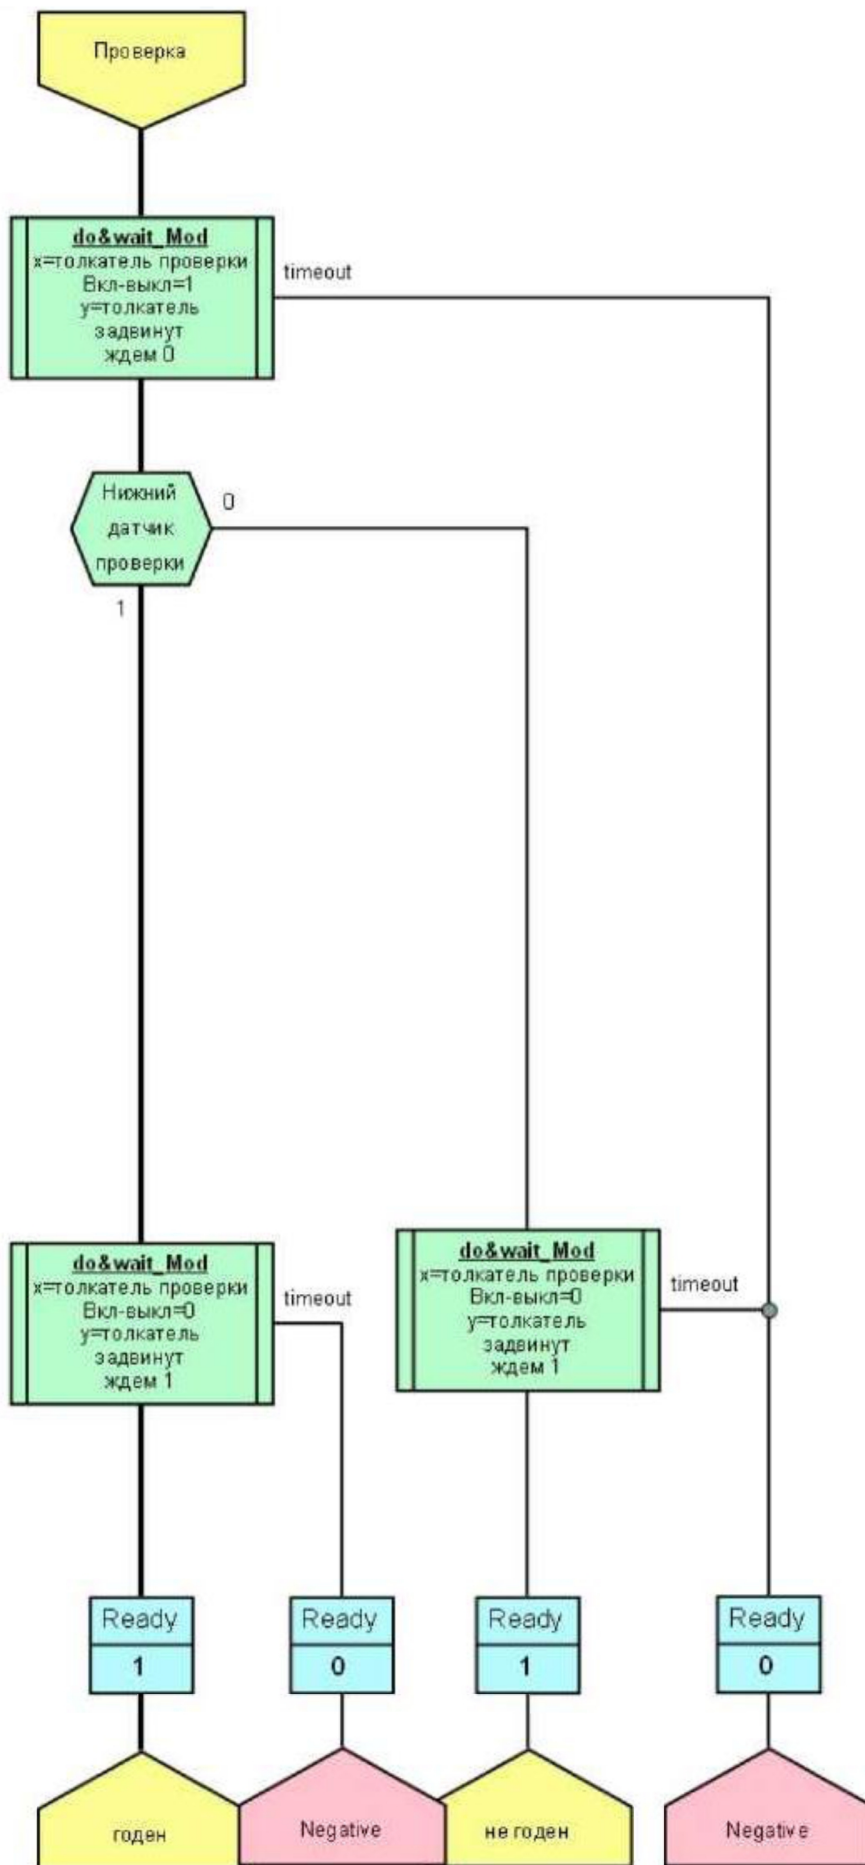 Проверка
do&wait_Mod
x=толкатель проверки
Вкл-выкл=1
y=толкатель
задвинут
ждем 0
timeout
Нижний
датчик
проверки
0
1
do&wait_Mod
x=толкатель проверки
Вкл-выкл=0
y=толкатель
задвинут
ждем 1
timeout
do&wait_Mod
x=толкатель проверки
Вкл-выкл=0
y=толкатель
задвинут
ждем 1
timeout
Ready
1
Ready
0
Ready
1
Ready
0
годен
Negative
не годен
Negative